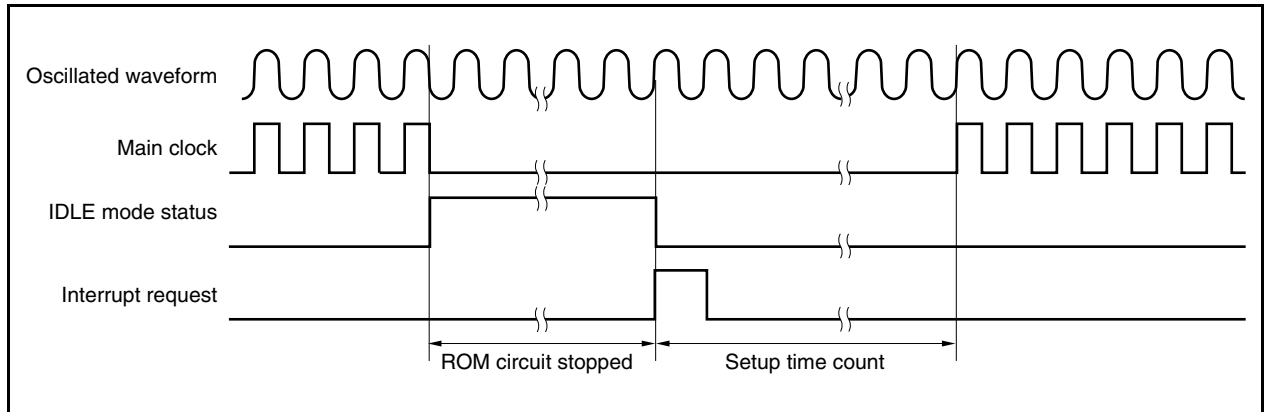 Oscillated waveform
Main clock
IDLE mode status
Interrupt request
ROM circuit stopped
Setup time count